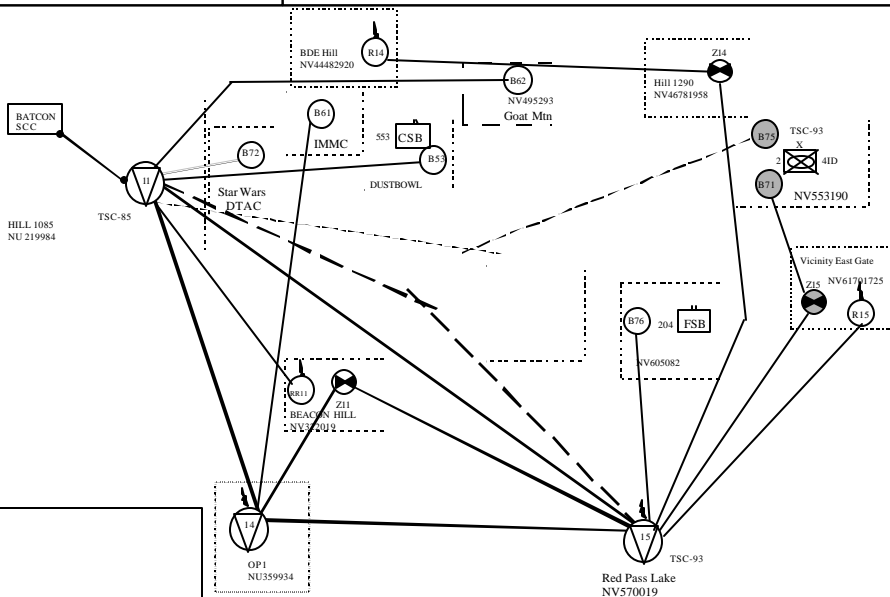 BDE Hill
NV44482920
R14
B62
NV495293
Goat Mtn
Z14
Hill 1290
NV46781958
BATCON
SCC
B61
IMMC
553
CSB
B53
DUSTBOWL
B72
Star Wars
DTAC
B75
TSC-93
X
2
4ID
B71
NV553190
11
TSC-85
HILL 1085
NU 219984
Vicinity East Gate
NV61701725
Z15
R15
B76
204
FSB
NV605082
RR11
Z11
BEACON HILL
NV322019
14
OP1
NU359934
15
TSC-93
Red Pass Lake
NV570019